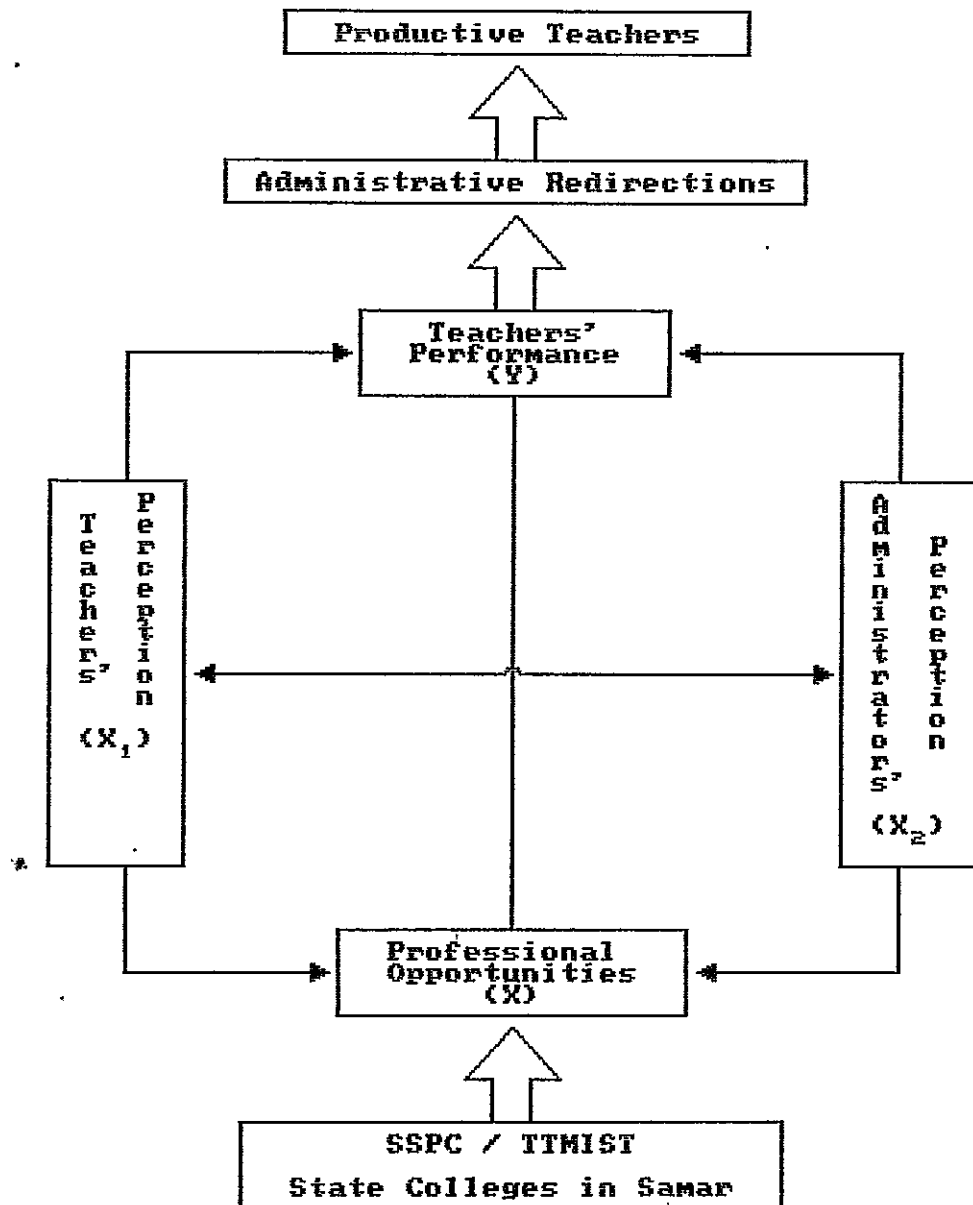 Productive Teachers
Administrative Redirections
Teachers'
Performance
(Y)
Teachers'
Perception
(X₁)
Administrators'
Perception
(X₂)
Professional
Opportunities
(X)
SSPC / TTMIST
State Colleges in Samar